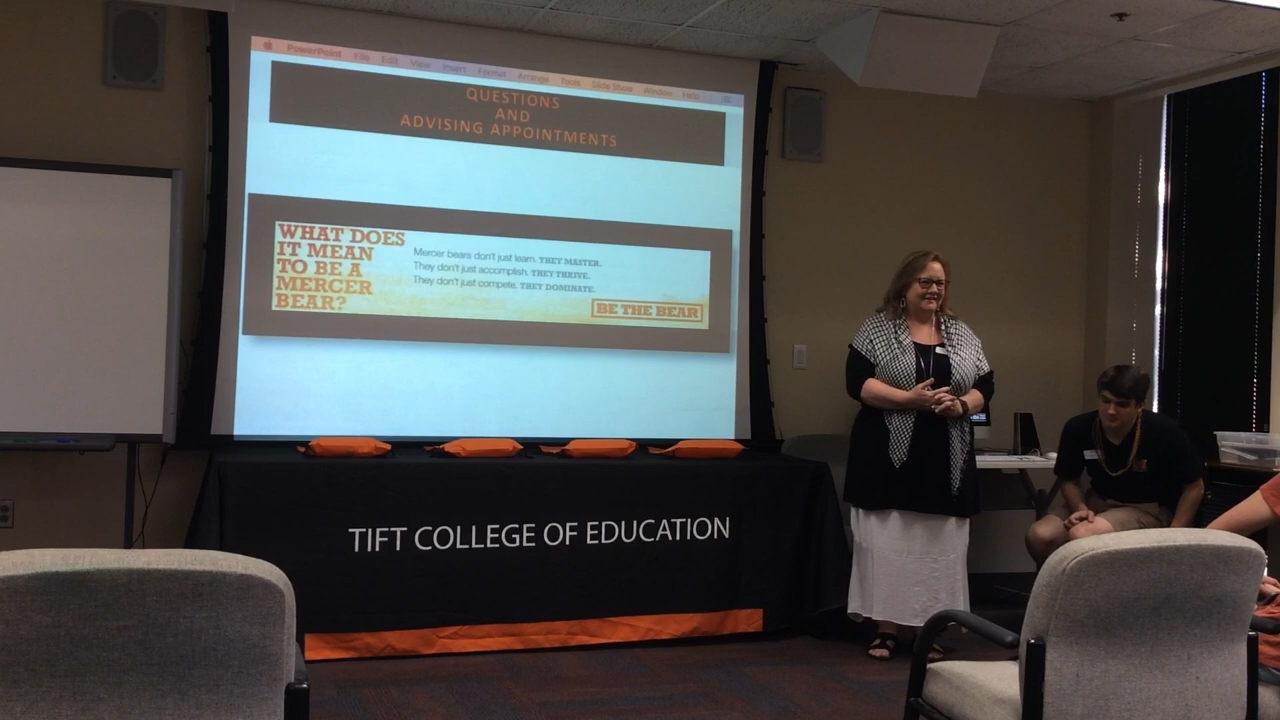 PowerPoint File Edit View Insert Format Arrange Tools Slide Show Window Help
QUESTIONS
AND
ADVISING APPOINTMENTS
WHAT DOES
IT MEAN
TO BE A
MERCER
BEAR?
Mercer bears don't just learn. THEY MASTER.
They don't just accomplish. THEY THRIVE.
They don't just compete. THEY DOMINATE.
BE THE BEAR
TIFT COLLEGE OF EDUCATION